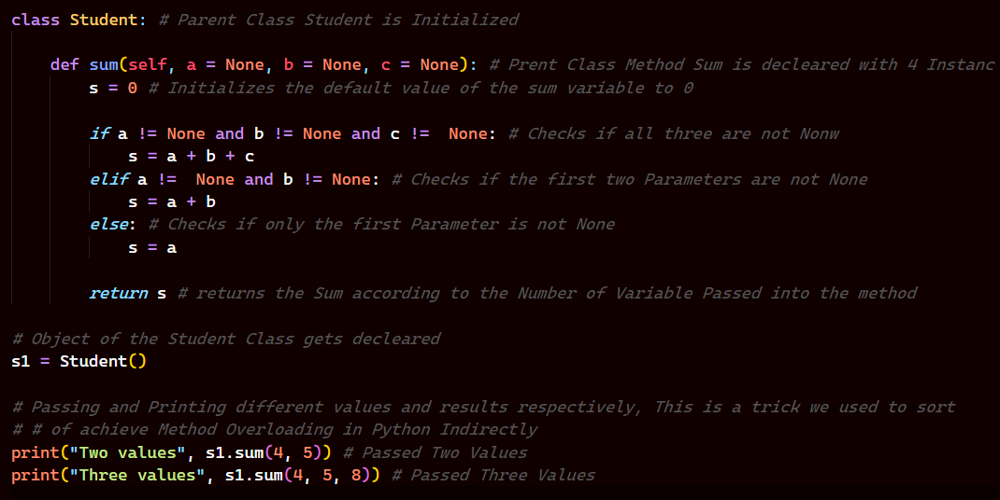 class Student: # Parent Class Student is Initialized
def sum(self, a = None, b = None, c = None): # Prent Class Method Sum is decleared with 4 Instanc
s = 0 # Initializes the default value of the sum variable to 0
if a != None and b != None and c !=  None: # Checks if all three are not Nonw
s = a + b + c
elif a !=  None and b != None: # Checks if the first two Parameters are not None
s = a + b
else: # Checks if only the first Parameter is not None
s = a
return s # returns the Sum according to the Number of Variable Passed into the method
# Object of the Student Class gets decleared
s1 = Student()
# Passing and Printing different values and results respectively, This is a trick we used to sort
# # of achieve Method Overloading in Python Indirectly
print("Two values", s1.sum(4, 5)) # Passed Two Values
print("Three values", s1.sum(4, 5, 8)) # Passed Three Values